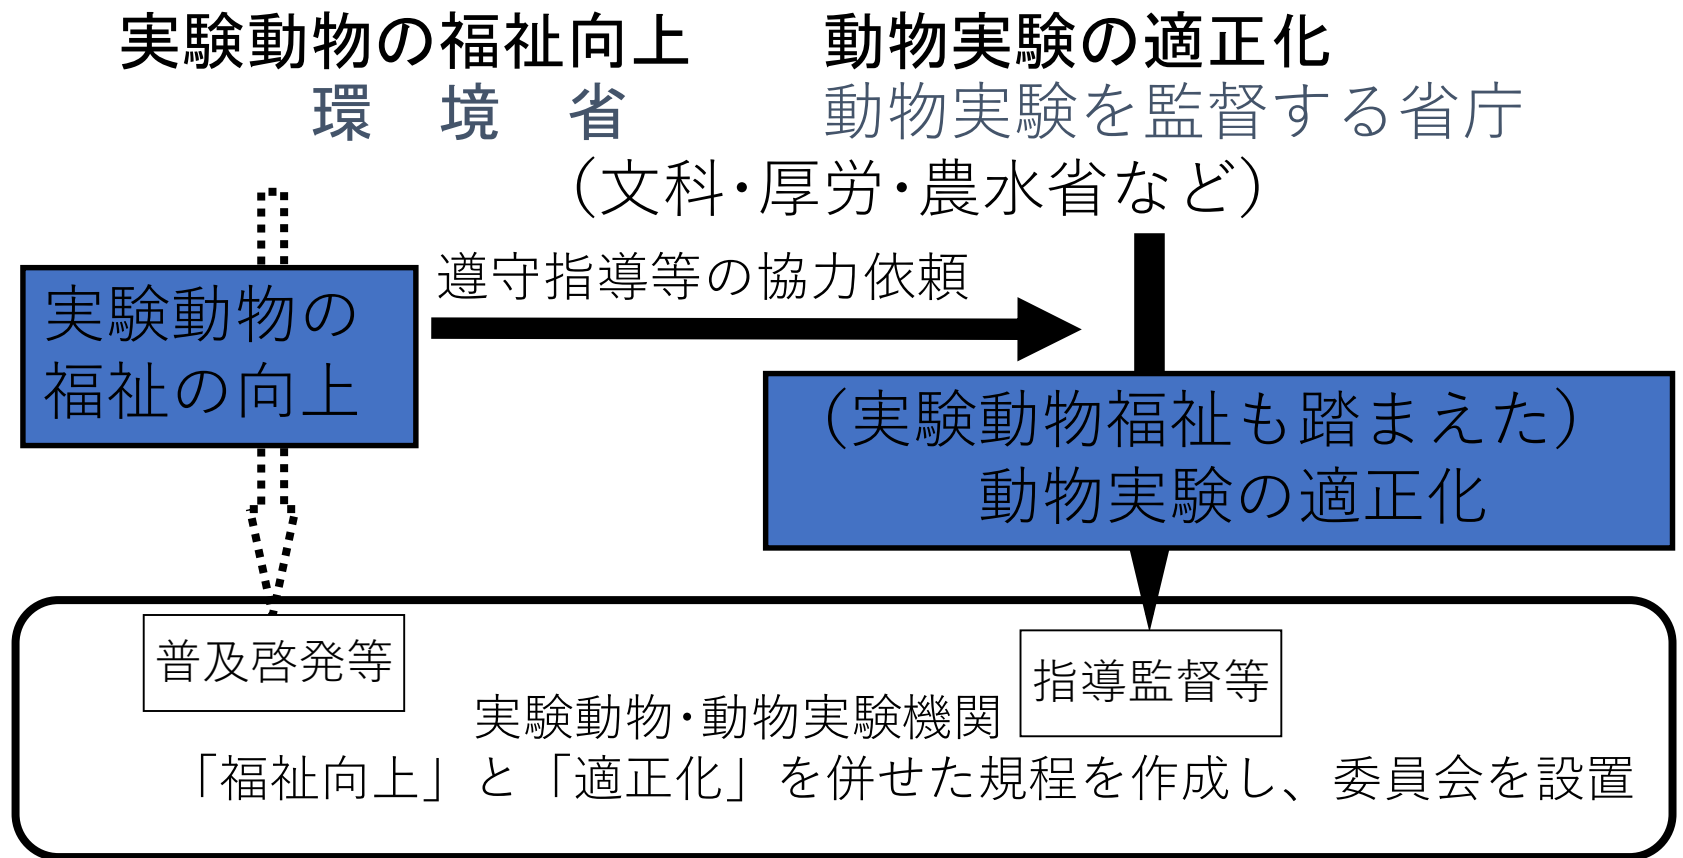 実験動物の福祉向上
動物実験の適正化
環 境 省
動物実験を監督する省庁
（文科・厚労・農水省など）
遵守指導等の協力依頼
実験動物の
福祉の向上
（実験動物福祉も踏まえた）
動物実験の適正化
普及啓発等
指導監督等
実験動物・動物実験機関
「福祉向上」と「適正化」を併せた規程を作成し、委員会を設置